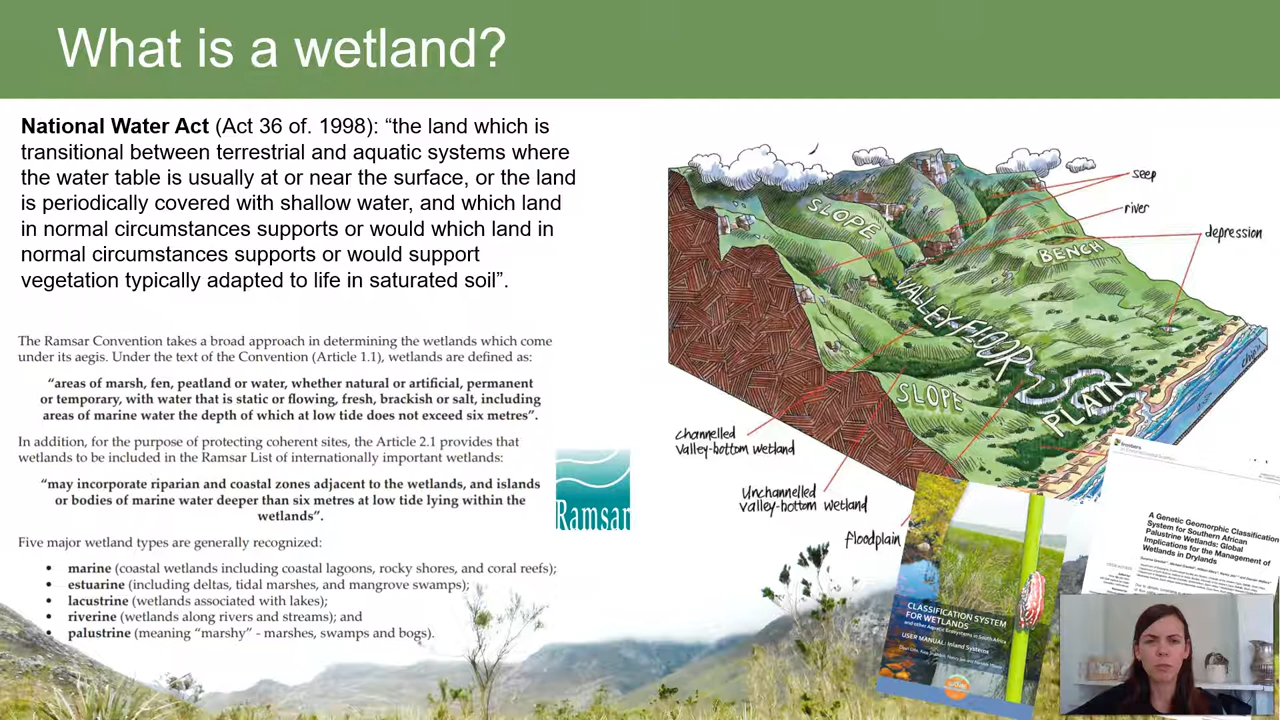 What is a wetland?
National Water Act (Act 36 of. 1998): “the land which is
transitional between terrestrial and aquatic systems where
the water table is usually at or near the surface, or the land
is periodically covered with shallow water, and which land
in normal circumstances supports or would which land in
normal circumstances supports or would support
vegetation typically adapted to life in saturated soil”.
The Ramsar Convention takes a broad approach in determining the wetlands which come
under its aegis. Under the text of the Convention (Article 1.1), wetlands are defined as:
“areas of marsh, fen, peatland or water, whether natural or artificial, permanent
or temporary, with water that is static or flowing, fresh, brackish or salt, including
areas of marine water the depth of which at low tide does not exceed six metres”.
In addition, for the purpose of protecting coherent sites, the Article 2.1 provides that
wetlands to be included in the Ramsar List of internationally important wetlands:
“may incorporate riparian and coastal zones adjacent to the wetlands, and islands
or bodies of marine water deeper than six metres at low tide lying within the
wetlands”.
Five major wetland types are generally recognized:
• marine (coastal wetlands including coastal lagoons, rocky shores, and coral reefs);
• estuarine (including deltas, tidal marshes, and mangrove swamps);
• lacustrine (wetlands associated with lakes);
• riverine (wetlands along rivers and streams); and
• palustrine (meaning “marshy” - marshes, swamps and bogs).
Ramsar
SLOPE
BENCH
VALLEY FLOOR
SLOPE
PLAIN
seep
river
depression
channelled
valley-bottom wetland
Unchannelled
valley-bottom wetland
floodplain
CLASSIFICATION SYSTEM
FOR WETLANDS
and other Aquatic Ecosystems in South Africa
USER MANUAL: Inland Systems
frontiers
A Genetic Geomorphic Classification
System for Southern African
Palustrine Wetlands: Global
Implications for the Management of
Wetlands in Drylands